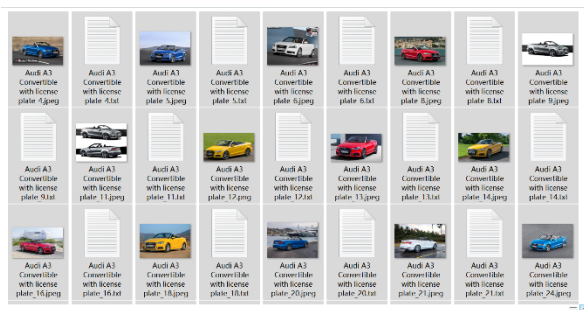 Audi A3 Convertible with license plate_4.jpeg
Audi A3 Convertible with license plate_4.txt
Audi A3 Convertible with license plate_5.jpeg
Audi A3 Convertible with license plate_5.txt
Audi A3 Convertible with license plate_6.jpeg
Audi A3 Convertible with license plate_6.txt
Audi A3 Convertible with license plate_8.jpeg
Audi A3 Convertible with license plate_8.txt
Audi A3 Convertible with license plate_9.jpeg
Audi A3 Convertible with license plate_9.txt
Audi A3 Convertible with license plate_11.jpeg
Audi A3 Convertible with license plate_11.txt
Audi A3 Convertible with license plate_12.png
Audi A3 Convertible with license plate_12.txt
Audi A3 Convertible with license plate_13.jpeg
Audi A3 Convertible with license plate_13.txt
Audi A3 Convertible with license plate_14.jpeg
Audi A3 Convertible with license plate_14.txt
Audi A3 Convertible with license plate_16.jpeg
Audi A3 Convertible with license plate_16.txt
Audi A3 Convertible with license plate_18.jpeg
Audi A3 Convertible with license plate_18.txt
Audi A3 Convertible with license plate_20.jpeg
Audi A3 Convertible with license plate_20.txt
Audi A3 Convertible with license plate_21.jpeg
Audi A3 Convertible with license plate_21.txt
Audi A3 Convertible with license plate_24.jpeg